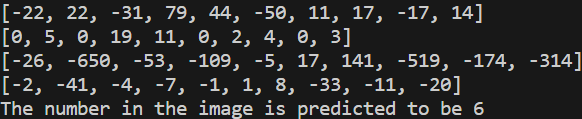 [-22, 22, -31, 79, 44, -50, 11, 17, -17, 14]
[0, 5, 0, 19, 11, 0, 2, 4, 0, 3]
[-26, -650, -53, -109, -5, 17, 141, -519, -174, -314]
[-2, -41, -4, -7, -1, 1, 8, -33, -11, -20]
The number in the image is predicted to be 6